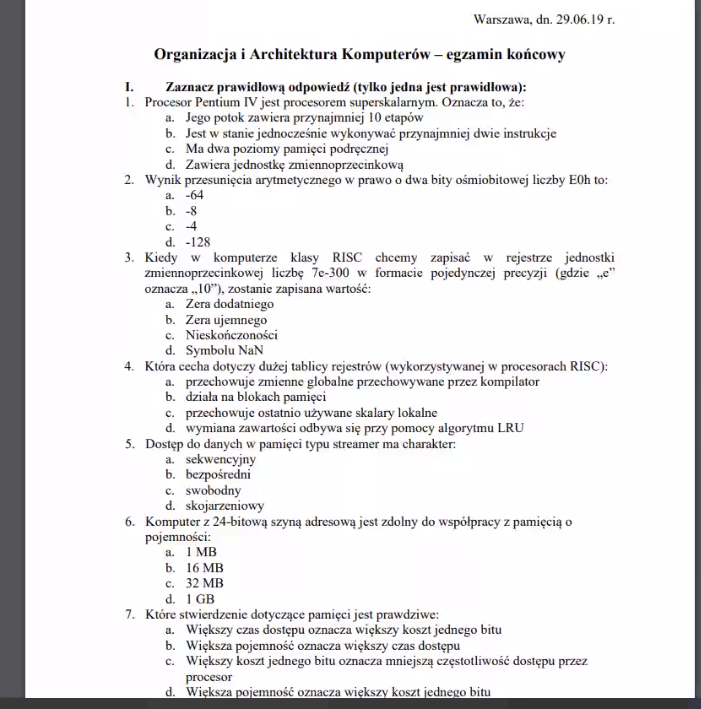 Warszawa, dn. 29.06.19 r.
Organizacja i Architektura Komputerów – egzamin końcowy
I. Zaznacz prawidłową odpowiedź (tylko jedna jest prawidłowa):
1. Procesor Pentium IV jest procesorem superskalarnym. Oznacza to, że:
a. Jego potok zawiera przynajmniej 10 etapów
b. Jest w stanie jednocześnie wykonywać przynajmniej dwie instrukcje
c. Ma dwa poziomy pamięci podręcznej
d. Zawiera jednostkę zmiennoprzecinkową
2. Wynik przesunięcia arytmetycznego w prawo o dwa bity ośmiobitowej liczby E0h to:
a. -64
b. -8
c. -4
d. -128
3. Kiedy w komputerze klasy RISC chcemy zapisać w rejestrze jednostki
zmiennoprzecinkowej liczbę 7e-300 w formacie pojedynczej precyzji (gdzie „e”
oznacza „10”), zostanie zapisana wartość:
a. Zera dodatniego
b. Zera ujemnego
c. Nieskończoności
d. Symbolu NaN
4. Która cecha dotyczy dużej tablicy rejestrów (wykorzystywanej w procesorach RISC):
a. przechowuje zmienne globalne przechowywane przez kompilator
b. działa na blokach pamięci
c. przechowuje ostatnio używane skalary lokalne
d. wymiana zawartości odbywa się przy pomocy algorytmu LRU
5. Dostęp do danych w pamięci typu streamer ma charakter:
a. sekwencyjny
b. bezpośredni
c. swobodny
d. skojarzeniowy
6. Komputer z 24-bitową szyną adresową jest zdolny do współpracy z pamięcią o
pojemności:
a. 1 MB
b. 16 MB
c. 32 MB
d. 1 GB
7. Które stwierdzenie dotyczące pamięci jest prawdziwe:
a. Większy czas dostępu oznacza większy koszt jednego bitu
b. Większa pojemność oznacza większy czas dostępu
c. Większy koszt jednego bitu oznacza mniejszą częstotliwość dostępu przez
procesor
d. Większa pojemność oznacza większy koszt jednego bitu